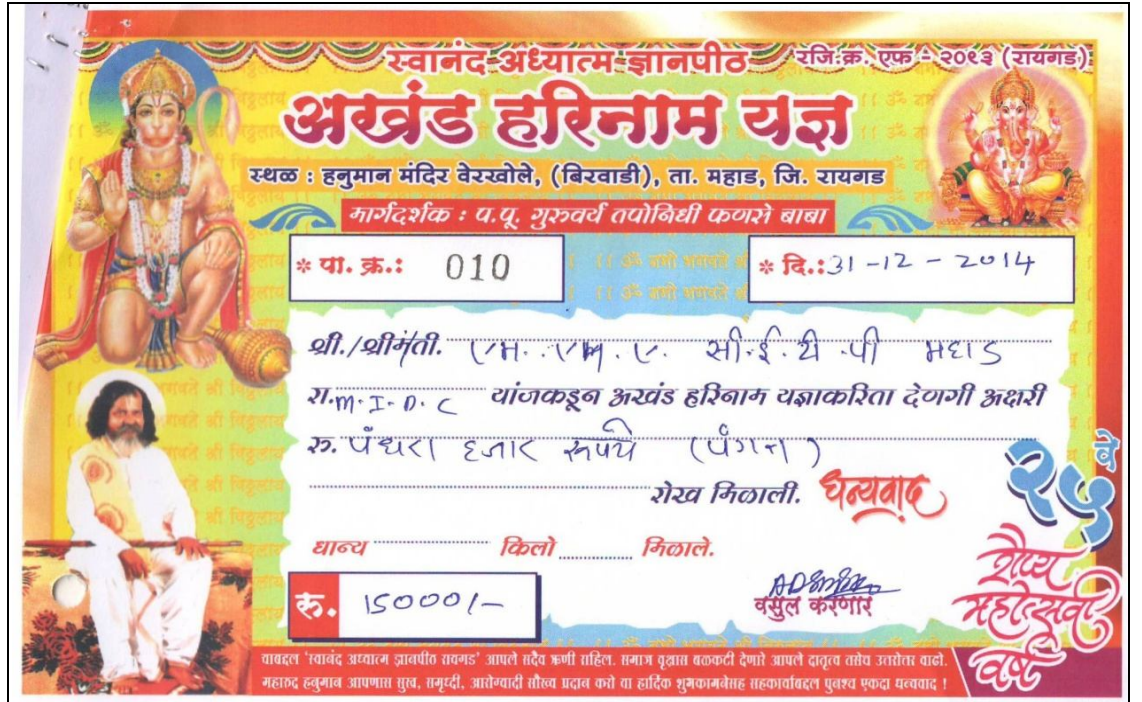 स्वानंद अध्यात्म ज्ञानपीठ रजि.क्र. एफ - २०९३ (रायगड)
अखंड हरिनाम यज्ञ
स्थळ : हनुमान मंदिर वेरखोले, (बिरवाडी), ता. महाड, जि. रायगड
मार्गदर्शक : प.पू. गुरुवर्य तपोनिधी फणसे बाबा
* पा. क्र.: 010 * दि.: 31-12-2014
श्री./श्रीमती. एम. एम. ए. सी.ई.टी.पी महाड
रा. M.I.D.C यांजकडून अखंड हरिनाम यज्ञाकरिता देणगी अक्षरी
रु. पंधरा हजार रूपये (पंगत)
रोख मिळाली. धन्यवाद
धान्य किलो मिळाले.
रु. 15000/- वसुल करणार
२५ वे
रौप्य
महोत्सवी
वर्ष
याबद्दल 'स्वानंद अध्यात्म ज्ञानपीठ रायगड' आपले सदैव ऋणी राहिल. समाज वृक्षास बळकटी देणारे आपले दातृत्व तसेच उत्तरोत्तर वाढो.
महारुद्र हनुमान आपणास सुख, समृध्दी, आरोग्यादी सौख्य प्रदान करो या हार्दिक शुभकामनेसह सहकार्याबद्दल पुनश्च एकदा धन्यवाद !